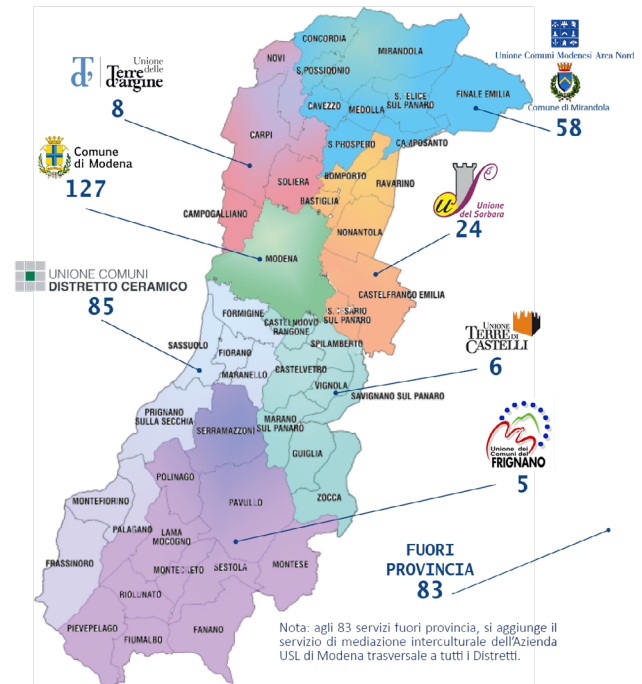 Unione delle
Terre d'argine
8
Comune
di Modena
127
UNIONE COMUNI
DISTRETTO CERAMICO
85
Unione Comuni Modenesi Area Nord
Comune di Mirandola
58
Unione
del Sorbara
24
UNIONE
TERRE DI
CASTELLI
6
Unione dei
Comuni del
FRIGNANO
5
FUORI
PROVINCIA
83
CONCORDIA
MIRANDOLA
NOVI
S.POSSIDONIO
CAVEZZO
MEDOLLA
S. FELICE
SUL PANARO
FINALE EMILIA
CARPI
S.PROSPERO
CAMPOSANTO
SOLIERA
BOMPORTO
RAVARINO
BASTIGLIA
CAMPOGALLIANO
NONANTOLA
MODENA
CASTELFRANCO EMILIA
FORMIGINE
CASTELNUOVO
RANGONE
S. CESARIO
SUL PANARO
SPILAMBERTO
SASSUOLO
FIORANO
MARANELLO
CASTELVETRO
VIGNOLA
SAVIGNANO SUL PANARO
PRIGNANO
SULLA SECCHIA
SERRAMAZZONI
MARANO
SUL PANARO
GUIGLIA
POLINAGO
ZOCCA
MONTEFIORINO
PAVULLO
PALAGANO
LAMA
MOCOGNO
FRASSINORO
MONTECRETO
SESTOLA
MONTESE
RIOLUNATO
PIEVEPELAGO
FIUMALBO
FANANO
Nota: agli 83 servizi fuori provincia, si aggiunge il
servizio di mediazione interculturale dell'Azienda
USL di Modena trasversale a tutti i Distretti.